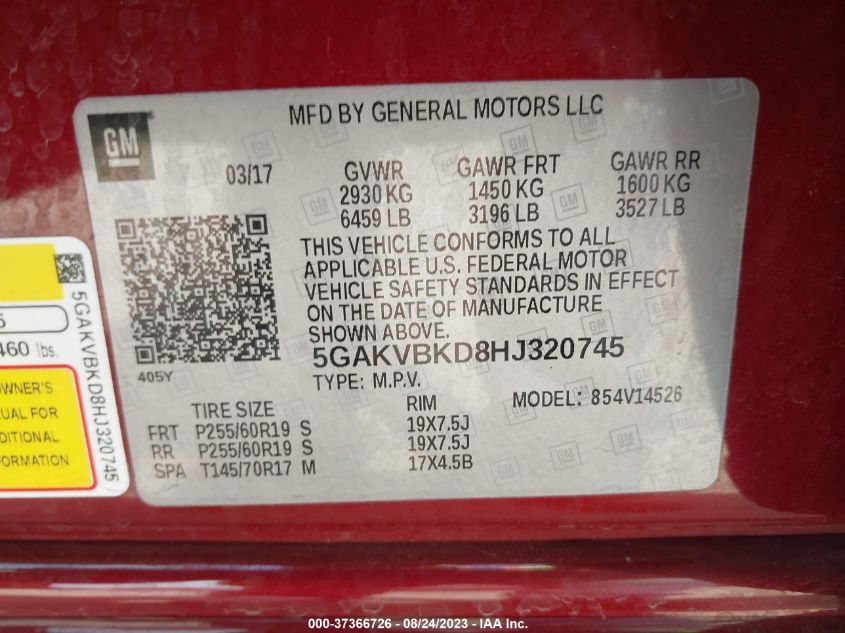 MFD BY GENERAL MOTORS LLC
GM
03/17
GVWR GAWR FRT GAWR RR
2930 KG 1450 KG 1600 KG
6459 LB 3196 LB 3527 LB
THIS VEHICLE CONFORMS TO ALL
APPLICABLE U.S. FEDERAL MOTOR
VEHICLE SAFETY STANDARDS IN EFFECT
ON THE DATE OF MANUFACTURE
SHOWN ABOVE.
5GAKVBKD8HJ320745
405Y
TYPE: M.P.V. MODEL: 854V14526
TIRE SIZE RIM
FRT P255/60R19 S 19X7.5J
RR P255/60R19 S 19X7.5J
SPA T145/70R17 M 17X4.5B
5GAKVBKD8HJ320745
460 lbs.
OWNER'S
FOR
000-37366726 - 08/24/2023 - IAA Inc.